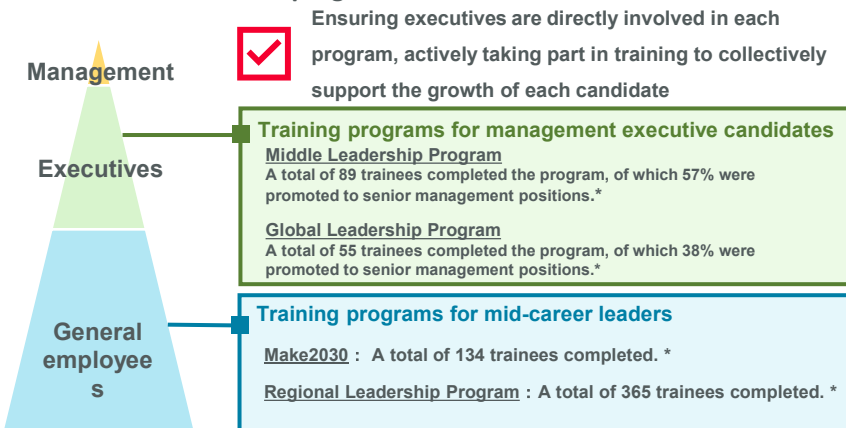 Ensuring executives are directly involved in each
program, actively taking part in training to collectively
support the growth of each candidate
Management
Executives
General
employee
s
Training programs for management executive candidates
Middle Leadership Program
A total of 89 trainees completed the program, of which 57% were
promoted to senior management positions.*
Global Leadership Program
A total of 55 trainees completed the program, of which 38% were
promoted to senior management positions.*
Training programs for mid-career leaders
Make2030 : A total of 134 trainees completed. *
Regional Leadership Program : A total of 365 trainees completed. *